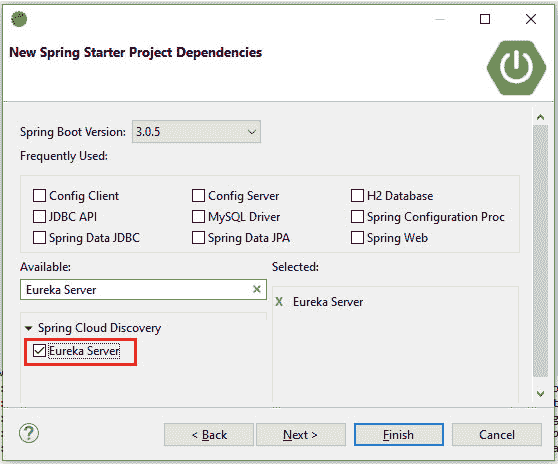 New Spring Starter Project Dependencies
Spring Boot Version: 3.0.5
Frequently Used:
Config Client Config Server H2 Database
JDBC API MySQL Driver Spring Configuration Proc
Spring Data JDBC Spring Data JPA Spring Web
Available: Selected:
Eureka Server
X Eureka Server
Spring Cloud Discovery
Eureka Server
? < Back Next > Finish Cancel